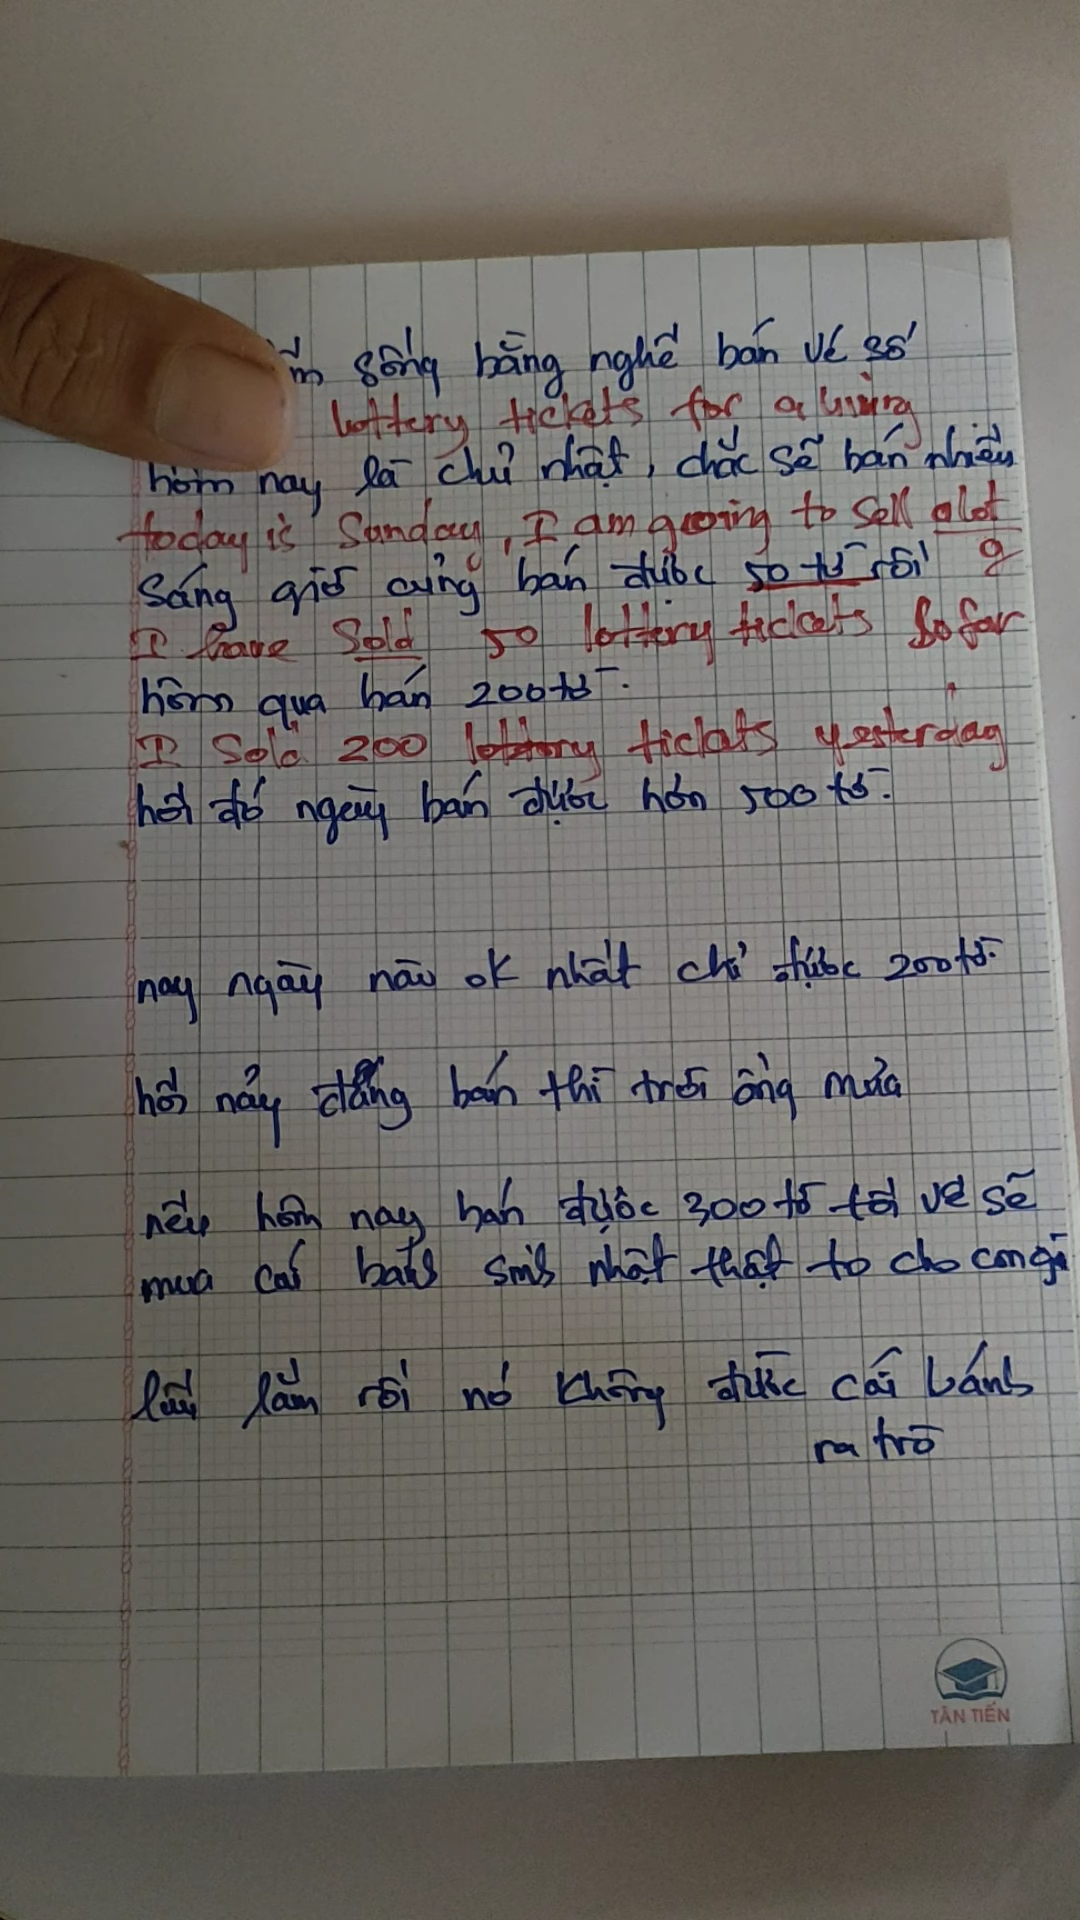 sống bằng nghề bán vé số
lottery tickets for a living
hôm nay là chủ nhật, chắc sẽ bán nhiều
today is Sunday, I am gooing to sell alot
Sáng giờ cũng bán được 50 tờ rồi
I have Sold 50 lottery tickets So far
hôm qua bán 200 tờ.
I Sold 200 lottery tickets yesterday
hồi đó ngày bán được hơn 500 tờ.
nay ngày nào ok nhất chỉ được 200 tờ.
hồi nảy đang bán thì trời ông mưa
nếu hôm nay bán được 300 tờ tôi về sẽ
mua cái bánh sinh nhật thật to cho con gái
lâu lắm rồi nó không được cái bánh
ra trò
TÂN TIẾN